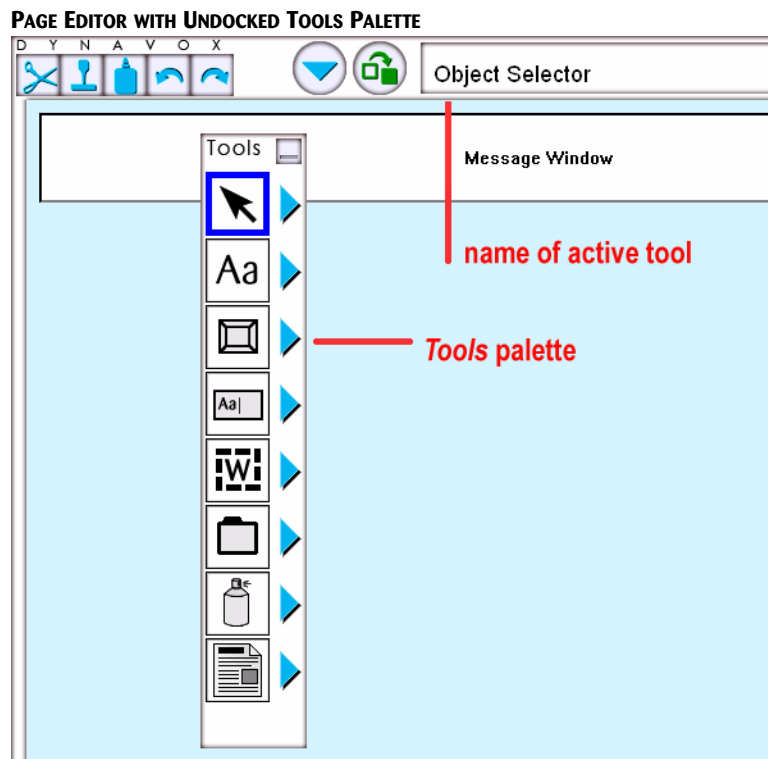 PAGE EDITOR WITH UNDOCKED TOOLS PALETTE
D Y N A V O X
Object Selector
Tools
Message Window
name of active tool
Aa
Tools palette
Aa|
W